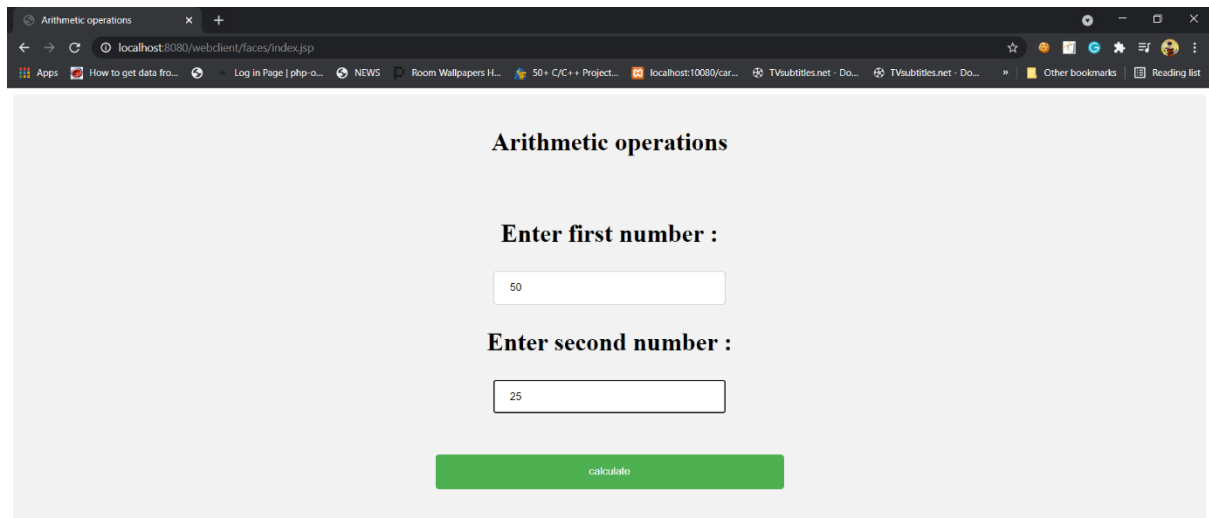 Arithmetic operations
localhost:8080/webclient/faces/index.jsp
Apps How to get data fro... Log in Page | php-o... NEWS Room Wallpapers H... 50+ C/C++ Project... localhost:10080/car... TVsubtitles.net - Do... TVsubtitles.net - Do... » Other bookmarks Reading list
Arithmetic operations
Enter first number :
50
Enter second number :
25
calculate